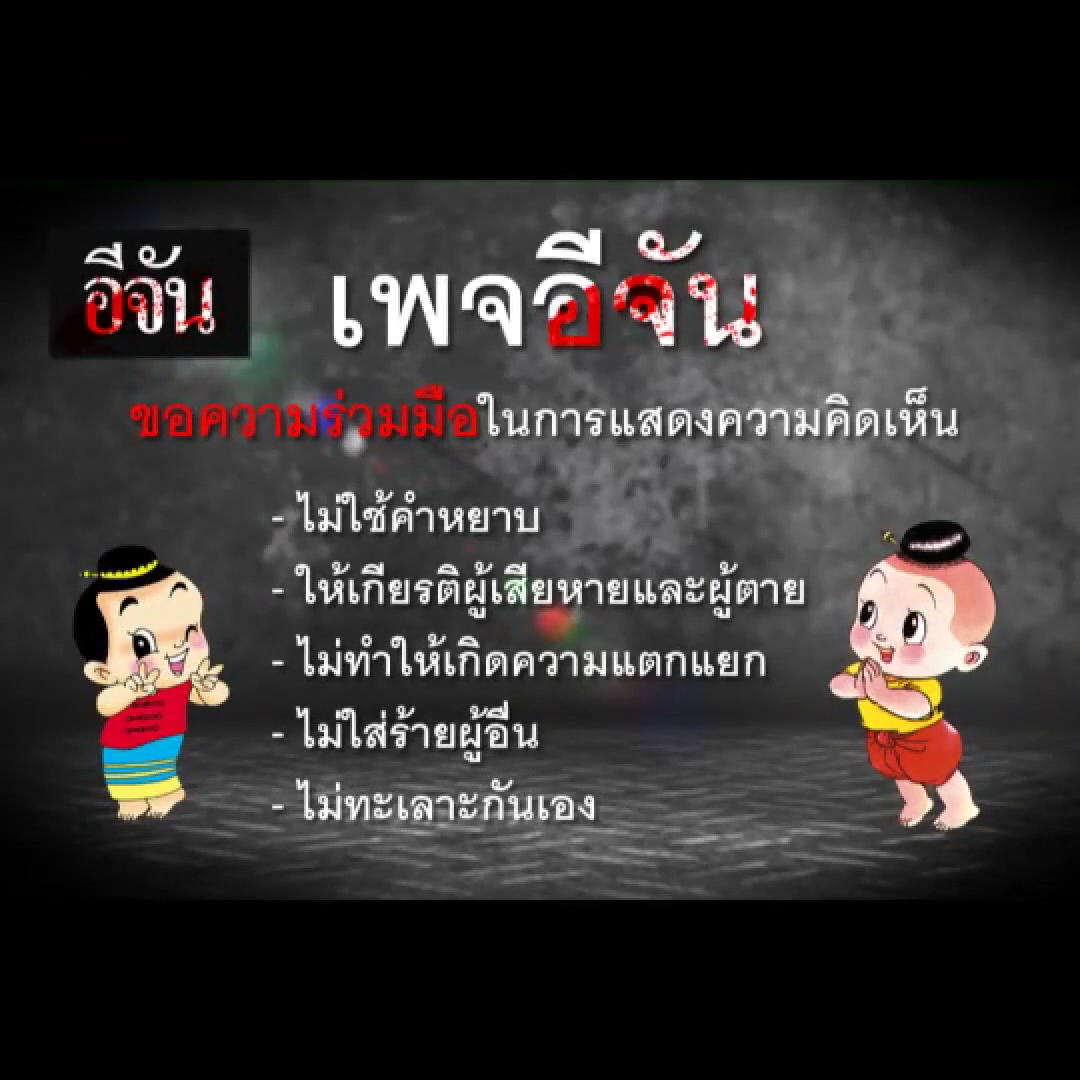 อีจัน
เพจอีจัน
ขอความร่วมมือในการแสดงความคิดเห็น
- ไม่ใช้คำหยาบ
- ให้เกียรติผู้เสียหายและผู้ตาย
- ไม่ทำให้เกิดความแตกแยก
- ไม่ใส่ร้ายผู้อื่น
- ไม่ทะเลาะกันเอง